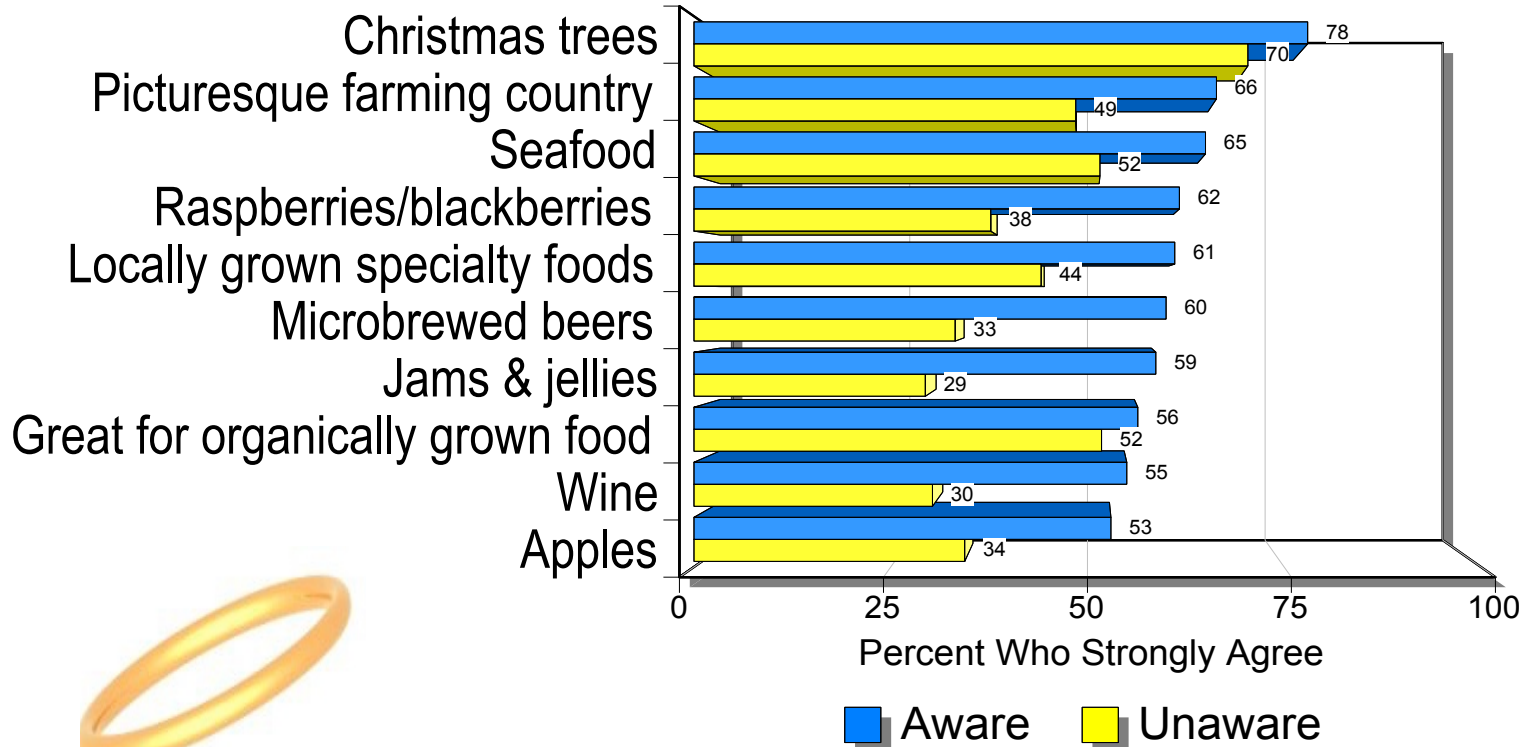 Christmas trees 78
70
Picturesque farming country 66
49
Seafood 65
52
Raspberries/blackberries 62
38
Locally grown specialty foods 61
44
Microbrewed beers 60
33
Jams & jellies 59
29
Great for organically grown food 56
52
Wine 55
30
Apples 53
34
0 25 50 75 100
Percent Who Strongly Agree
Aware Unaware